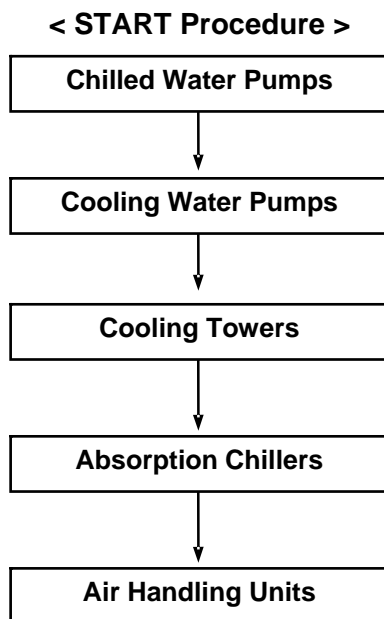 < START Procedure >
Chilled Water Pumps
Cooling Water Pumps
Cooling Towers
Absorption Chillers
Air Handling Units